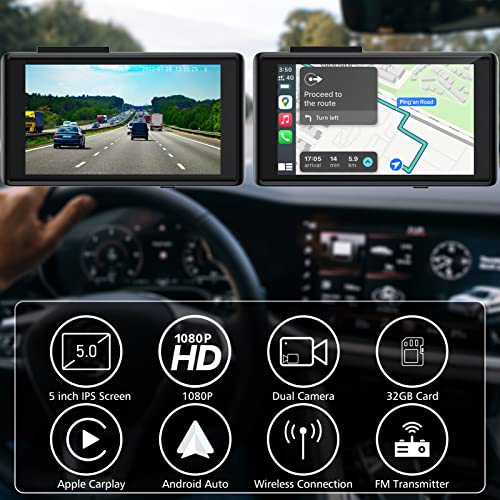 2022-01-28 12:55:25
3:50
4G
Proceed to
the route
Turn left
Ping'an Road
17:05
14
5.9
arrival
min
km
5.0
1080P
HD
5 inch IPS Screen
1080P
Dual Camera
32GB Card
Apple Carplay
Android Auto
Wireless Connection
FM Transmitter